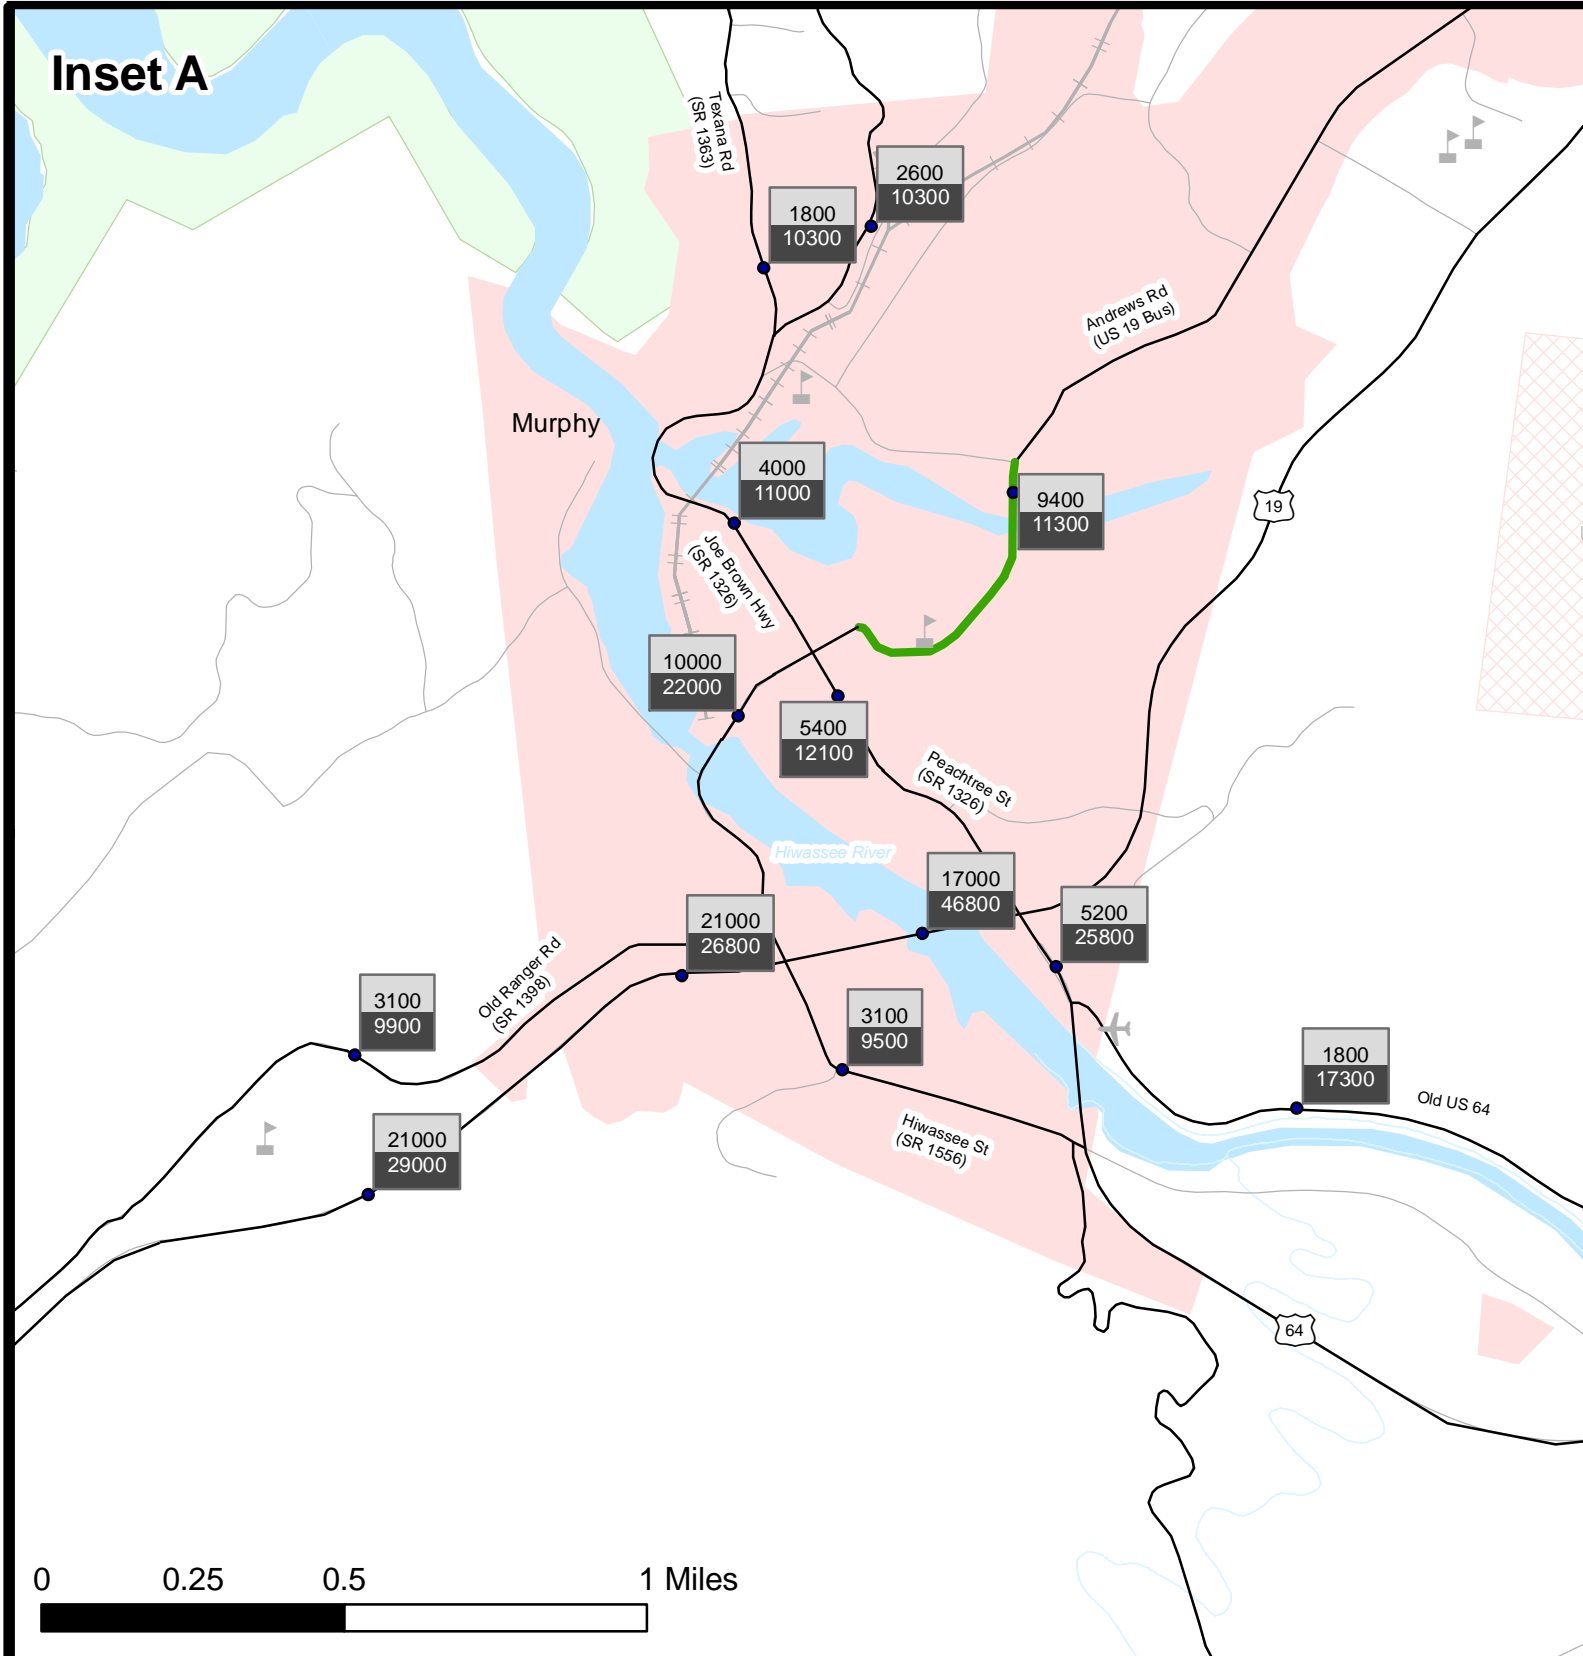 Inset A
Texana Rd
(SR 1363)
2600
10300
1800
10300
Andrews Rd
(US 19 Bus)
Murphy
4000
11000
9400
11300
19
Joe Brown Hwy
(SR 1326)
10000
22000
5400
12100
Peachtree St
(SR 1326)
Hiwassee River
17000
46800
21000
26800
5200
25800
Old Ranger Rd
(SR 1398)
3100
9900
3100
9500
1800
17300
Old US 64
21000
29000
Hiwassee St
(SR 1556)
64
0 0.25 0.5 1 Miles